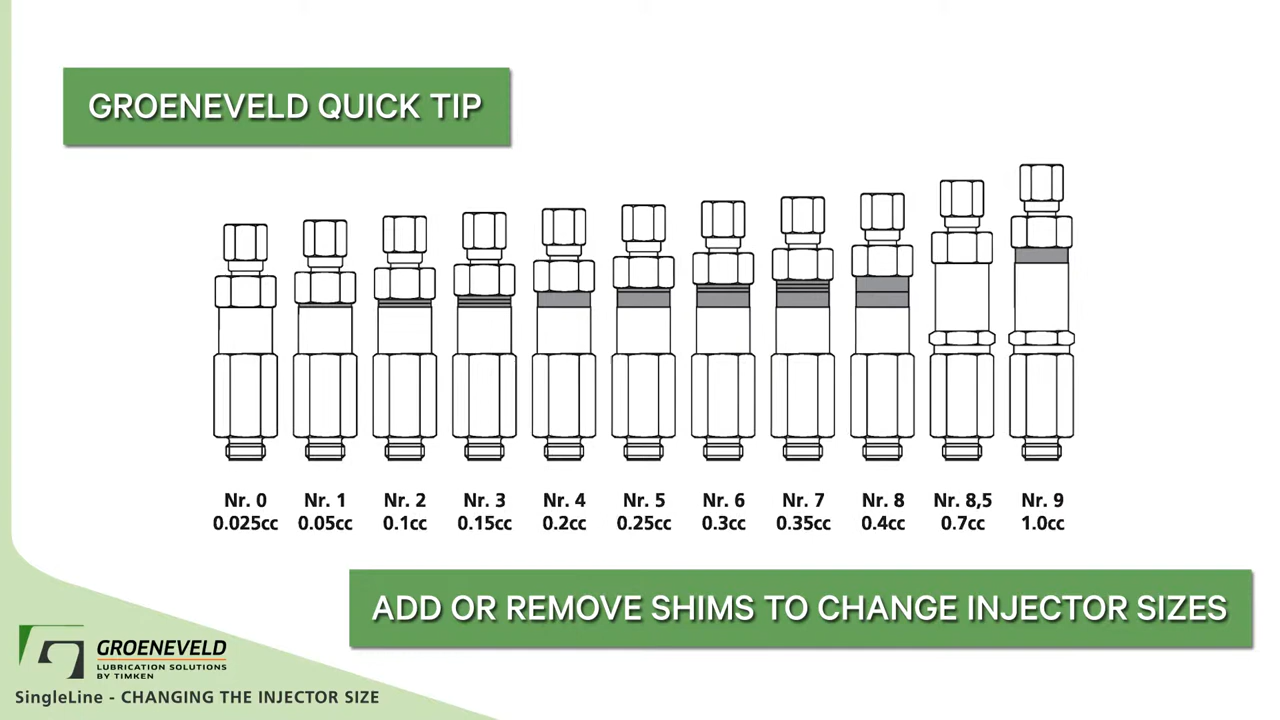 GROENEVELD QUICK TIP
Nr. 0 Nr. 1 Nr. 2 Nr. 3 Nr. 4 Nr. 5 Nr. 6 Nr. 7 Nr. 8 Nr. 8,5 Nr. 9
0.025cc 0.05cc 0.1cc 0.15cc 0.2cc 0.25cc 0.3cc 0.35cc 0.4cc 0.7cc 1.0cc
ADD OR REMOVE SHIMS TO CHANGE INJECTOR SIZES
GROENEVELD
LUBRICATION SOLUTIONS
BY TIMKEN
SingleLine - CHANGING THE INJECTOR SIZE